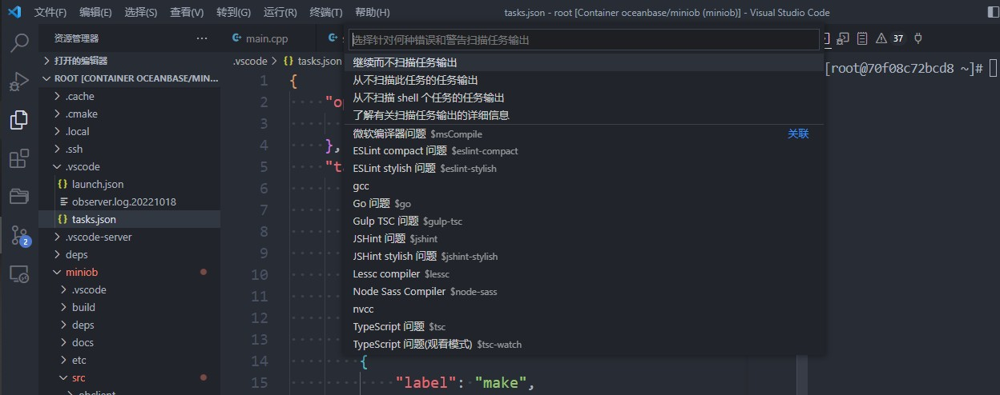 文件(F) 编辑(E) 选择(S) 查看(V) 转到(G) 运行(R) 终端(T) 帮助(H) tasks.json - root [Container oceanbase/miniob (miniob)] - Visual Studio Code
资源管理器 ···
打开的编辑器
ROOT [CONTAINER OCEANBASE/MIN...
.cache
.cmake
.local
.ssh
.vscode
launch.json
observer.log.20221018
tasks.json
.vscode-server
deps
miniob
.vscode
build
deps
docs
etc
src
2
main.cpp
.vscode > {} tasks.json
1 {
2 "op
3
4 },
5 "t
6
7
8
9
10
11
12
13
14 {
15 "label": "make",
选择针对何种错误和警告扫描任务输出
继续而不扫描任务输出
从不扫描此任务的任务输出
从不扫描 shell 个任务的任务输出
了解有关扫描任务输出的详细信息
微软编译器问题 $msCompile 关联
ESLint compact 问题 $eslint-compact
ESLint stylish 问题 $eslint-stylish
gcc
Go 问题 $go
Gulp TSC 问题 $gulp-tsc
JSHint 问题 $jshint
JSHint stylish 问题 $jshint-stylish
Lessc compiler $lessc
Node Sass Compiler $node-sass
nvcc
TypeScript 问题 $tsc
TypeScript 问题(观看模式) $tsc-watch
37
[root@70f08c72bcd8 ~]#